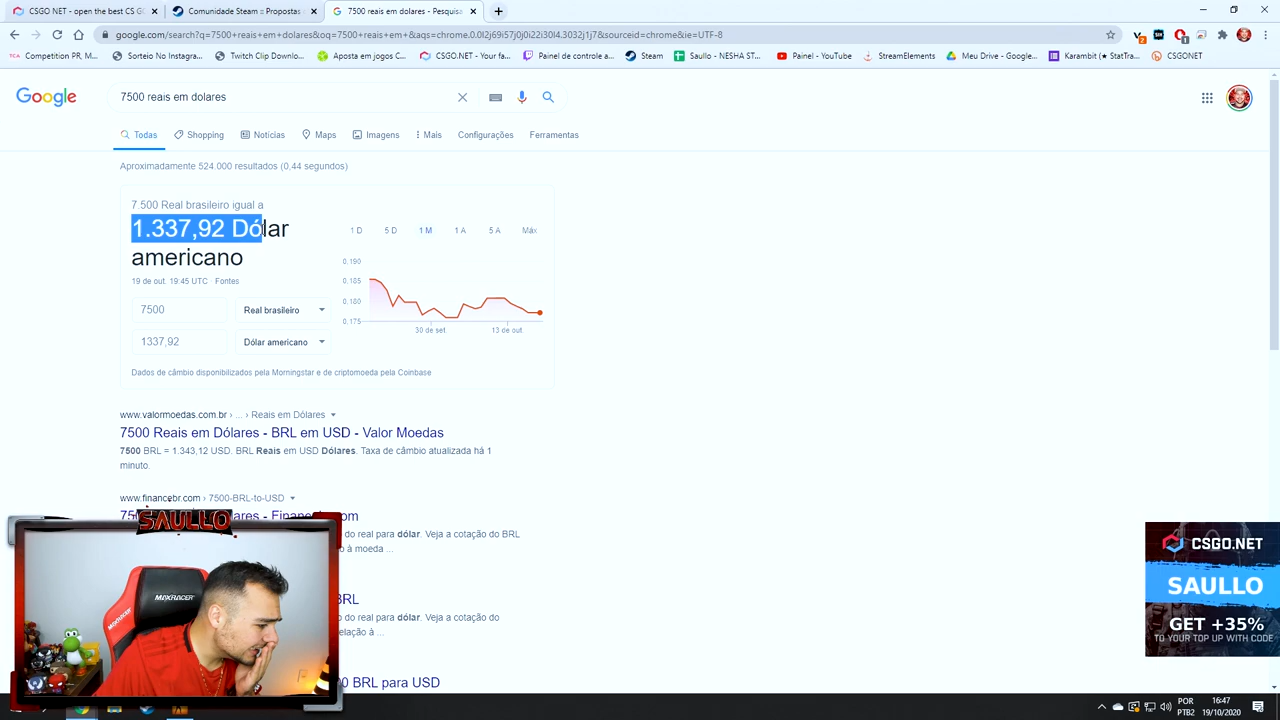 CSGO.NET - open the best CS GO
Comunidade Steam :: Propostas d
7500 reais em dolares - Pesquisa
google.com/search?q=7500+reais+em+dolares&oq=7500+reais+em+&aqs=chrome.0.0l2j69i57j0j0i22i30l4.3032j1j7&sourceid=chrome&ie=UTF-8
Competition PR, M...
Sorteio No Instagra...
Twitch Clip Downlo...
Aposta em jogos C...
CSGO.NET - Your fa...
Painel de controle a...
Steam
Saullo - NESHA ST...
Painel - YouTube
StreamElements
Meu Drive - Google...
Karambit (★ StatTra...
CSGONET
Google
7500 reais em dolares
Todas
Shopping
Notícias
Maps
Imagens
Mais
Configurações
Ferramentas
Aproximadamente 524.000 resultados (0,44 segundos)
7.500 Real brasileiro igual a
1.337,92 Dólar
americano
19 de out. 19:45 UTC · Fontes
1 D 5 D 1 M 1 A 5 A Máx
0,190
0,185
0,180
0,175
30 de set.
13 de out.
7500
Real brasileiro
1337,92
Dólar americano
Dados de câmbio disponibilizados pela Morningstar e de criptomoeda pela Coinbase
www.valormoedas.com.br › ... › Reais em Dólares
7500 Reais em Dólares - BRL em USD - Valor Moedas
7500 BRL = 1.343,12 USD. BRL Reais em USD Dólares. Taxa de câmbio atualizada há 1
minuto.
www.financebr.com › 7500-BRL-to-USD
do real para dólar. Veja a cotação do BRL
o à moeda ...
BRL
do real para dólar. Veja a cotação do
elação à ...
0 BRL para USD
SAULLO
MAXRACER
MAXRACER
CSGO.NET
SAULLO
GET +35%
TO YOUR TOP UP WITH CODE
POR
PTB2
16:47
19/10/2020